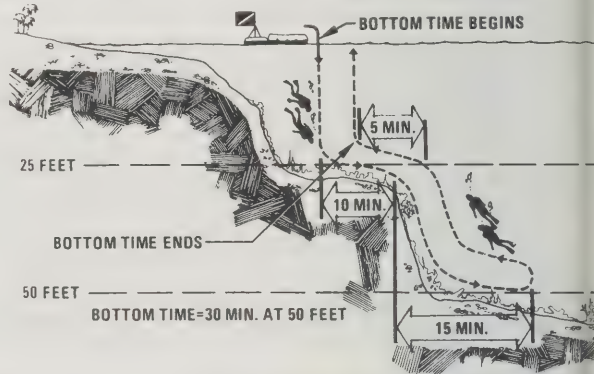 BOTTOM TIME BEGINS
5 MIN.
25 FEET
10 MIN.
BOTTOM TIME ENDS
50 FEET
BOTTOM TIME=30 MIN. AT 50 FEET
15 MIN.